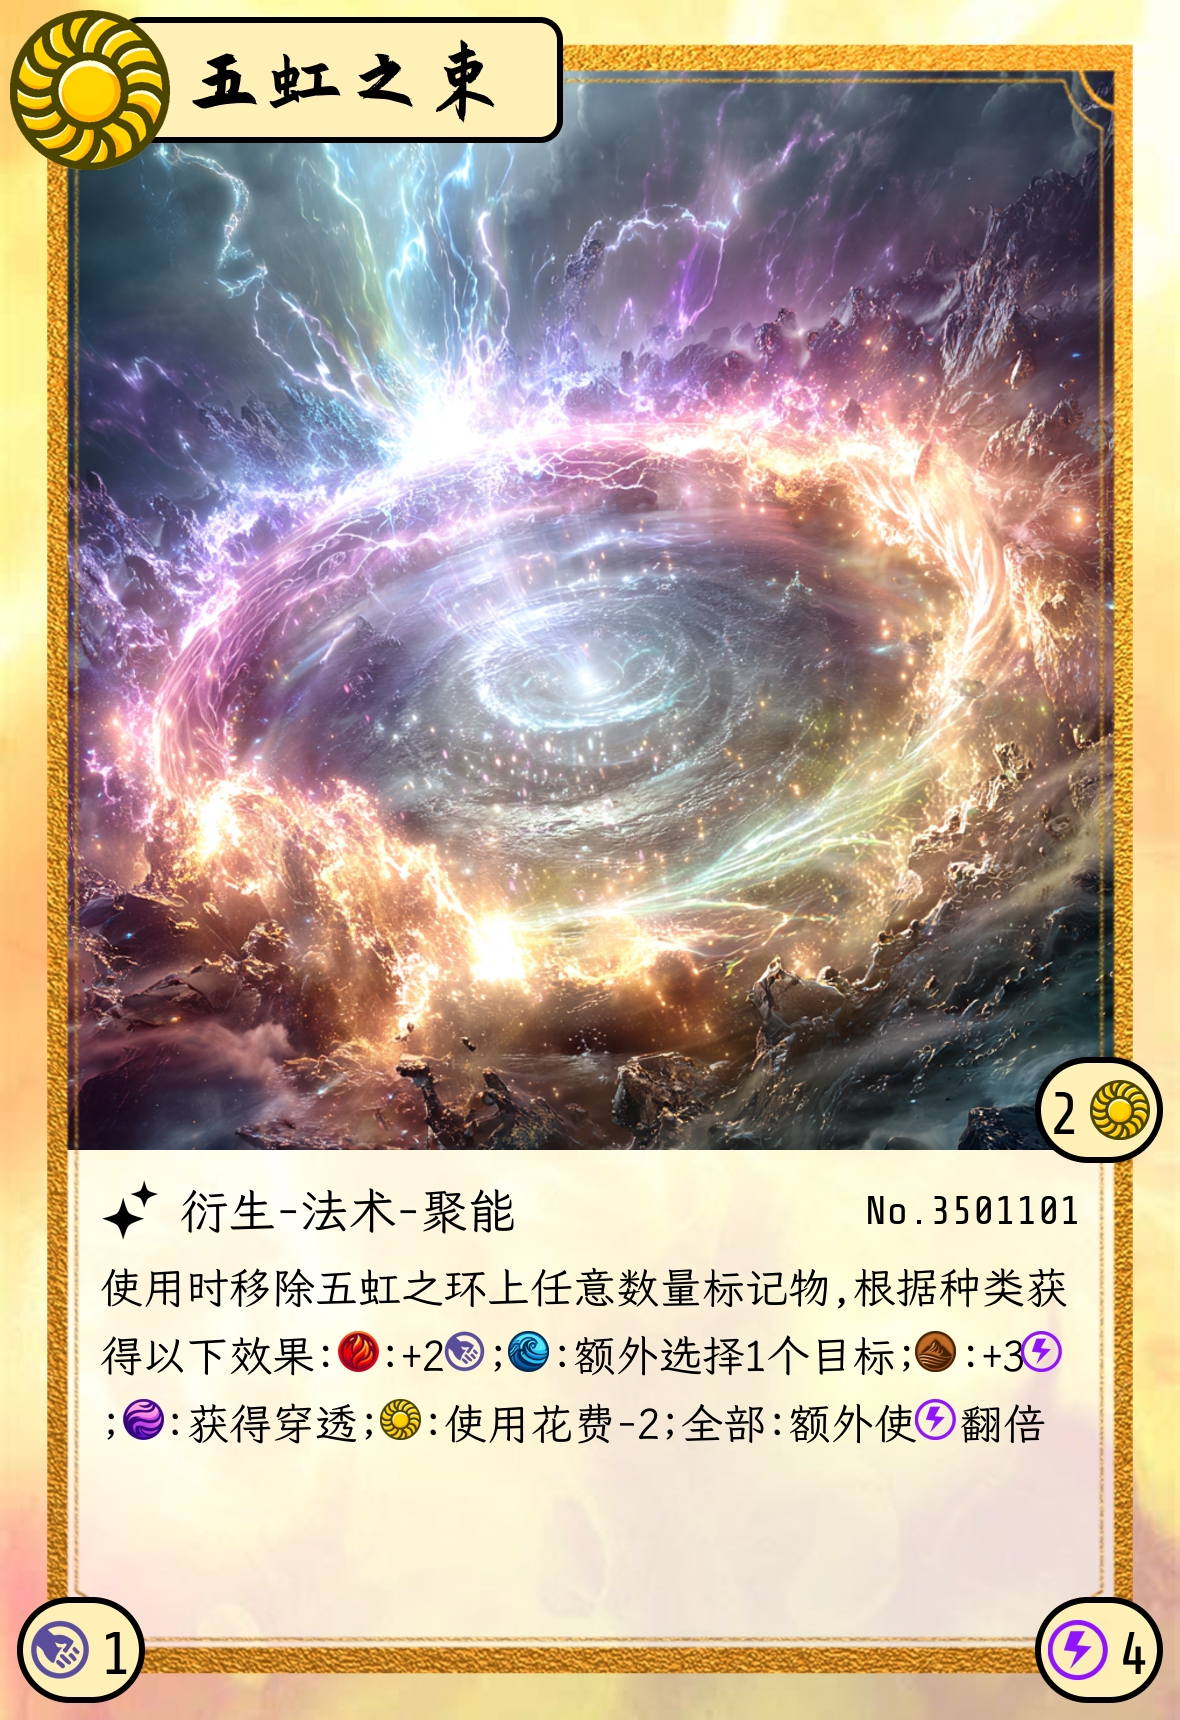 五虹之束
2
衍生-法术-聚能
No.3501101
使用时移除五虹之环上任意数量标记物,根据种类获
得以下效果::+2;:额外选择1个目标;:+3
;:获得穿透;:使用花费-2;全部:额外使翻倍
1
4